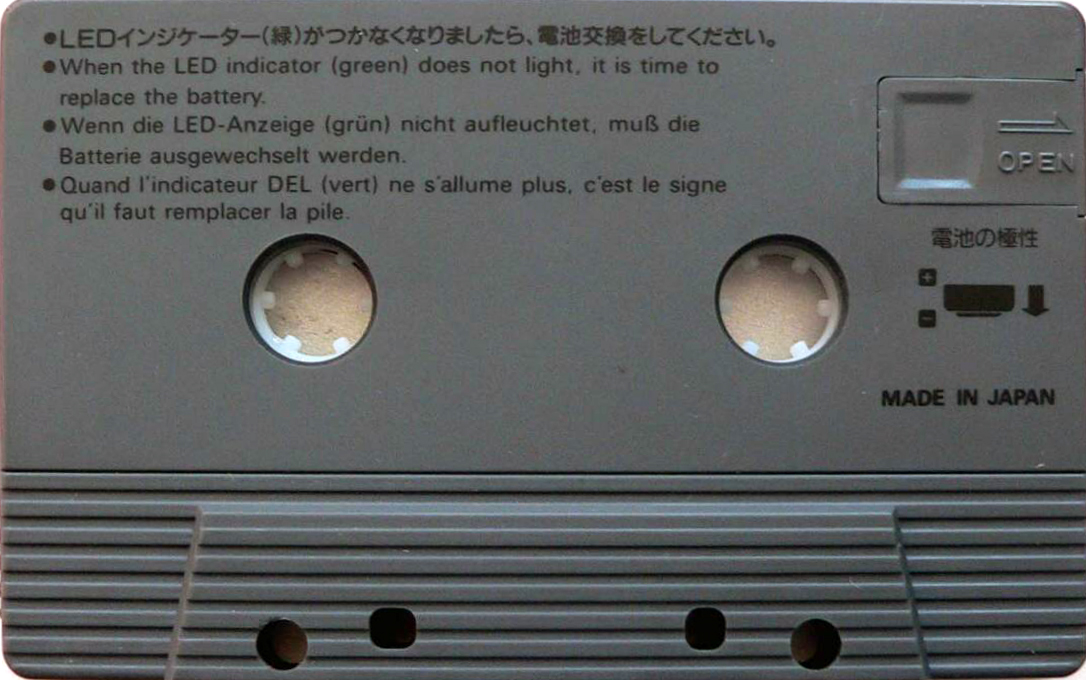 ●LEDインジケーター(緑)がつかなくなりましたら、電池交換をしてください。
●When the LED indicator (green) does not light, it is time to
replace the battery.
●Wenn die LED-Anzeige (grün) nicht aufleuchtet, muß die
Batterie ausgewechselt werden.
●Quand l'indicateur DEL (vert) ne s'allume plus, c'est le signe
qu'il faut remplacer la pile.
OPEN
電池の極性
+
−
MADE IN JAPAN